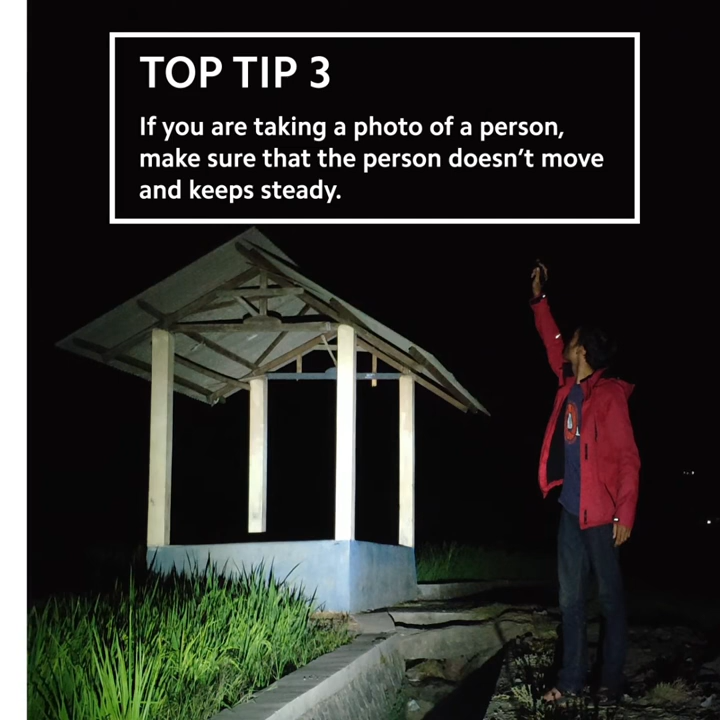 TOP TIP 3
If you are taking a photo of a person,
make sure that the person doesn't move
and keeps steady.